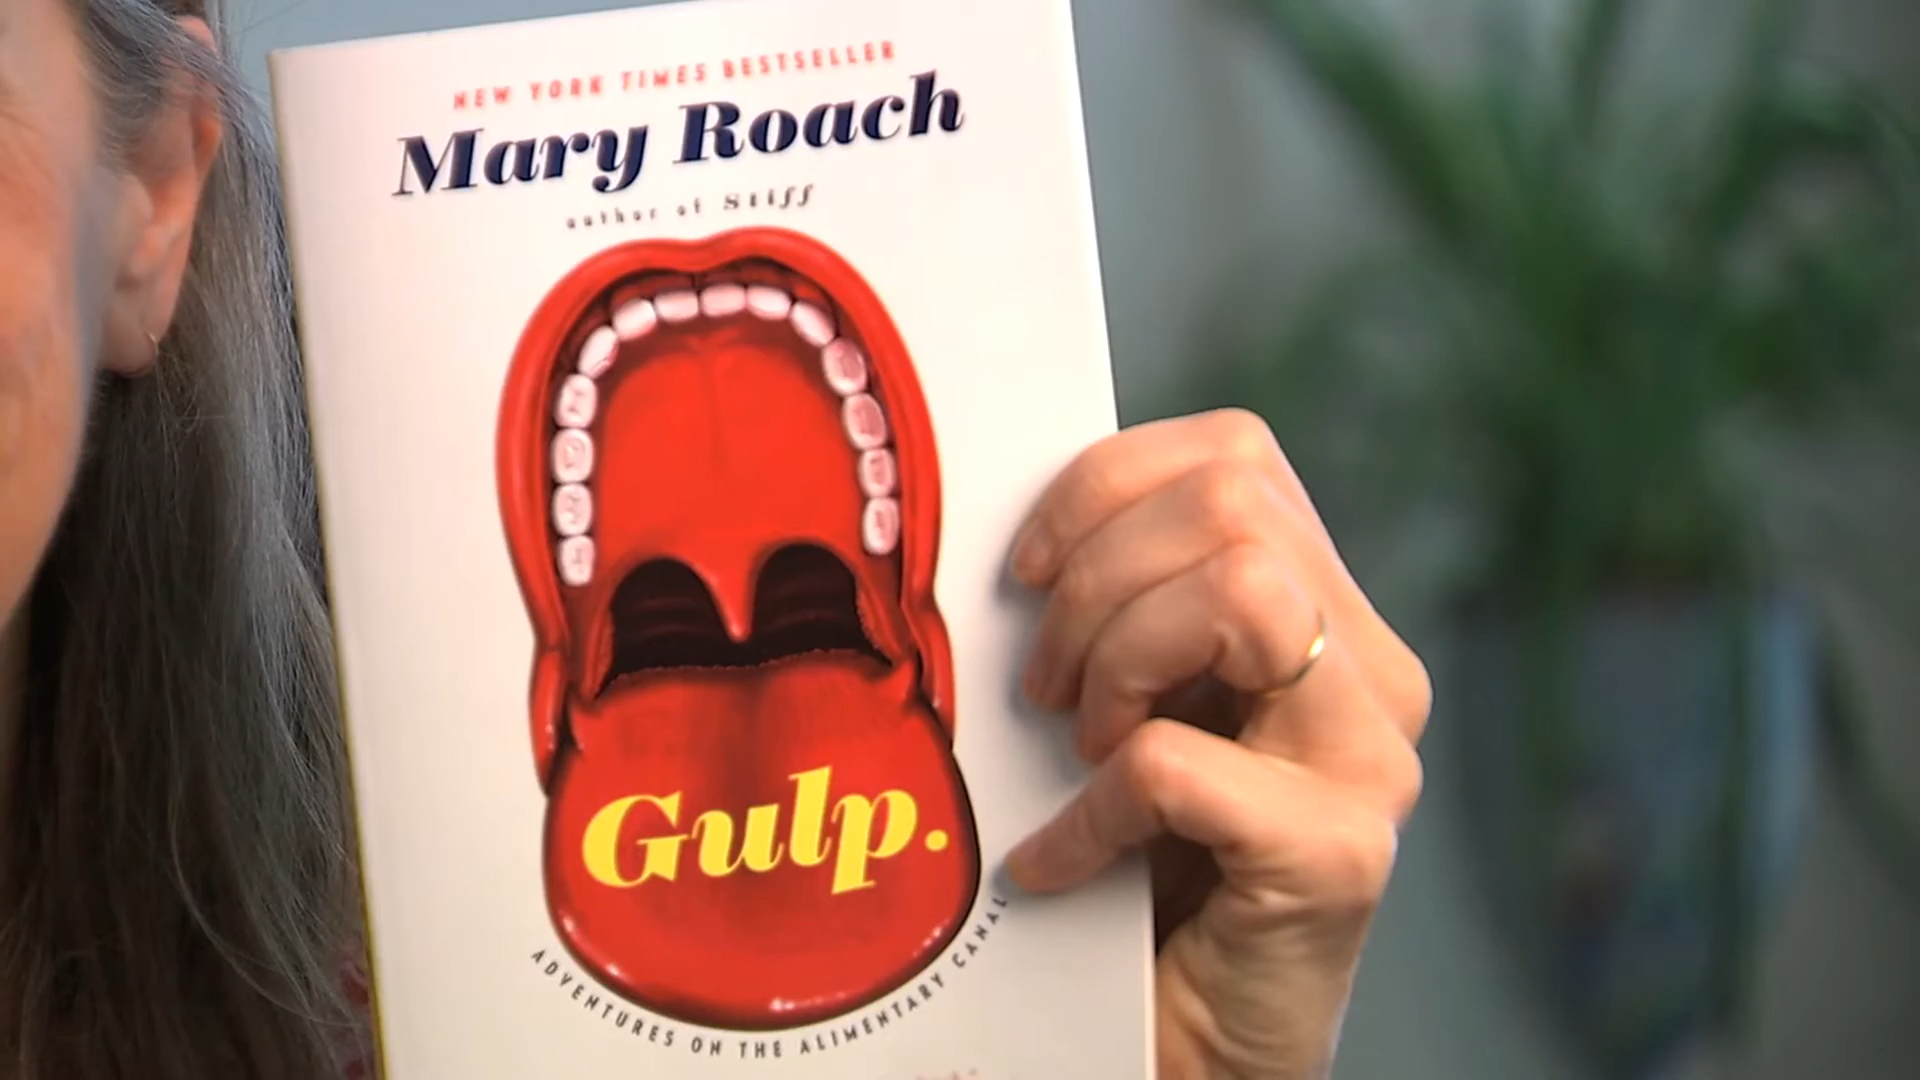 NEW YORK TIMES BESTSELLER
Mary Roach
author of Stiff
Gulp.
ADVENTURES ON THE ALIMENTARY CANAL